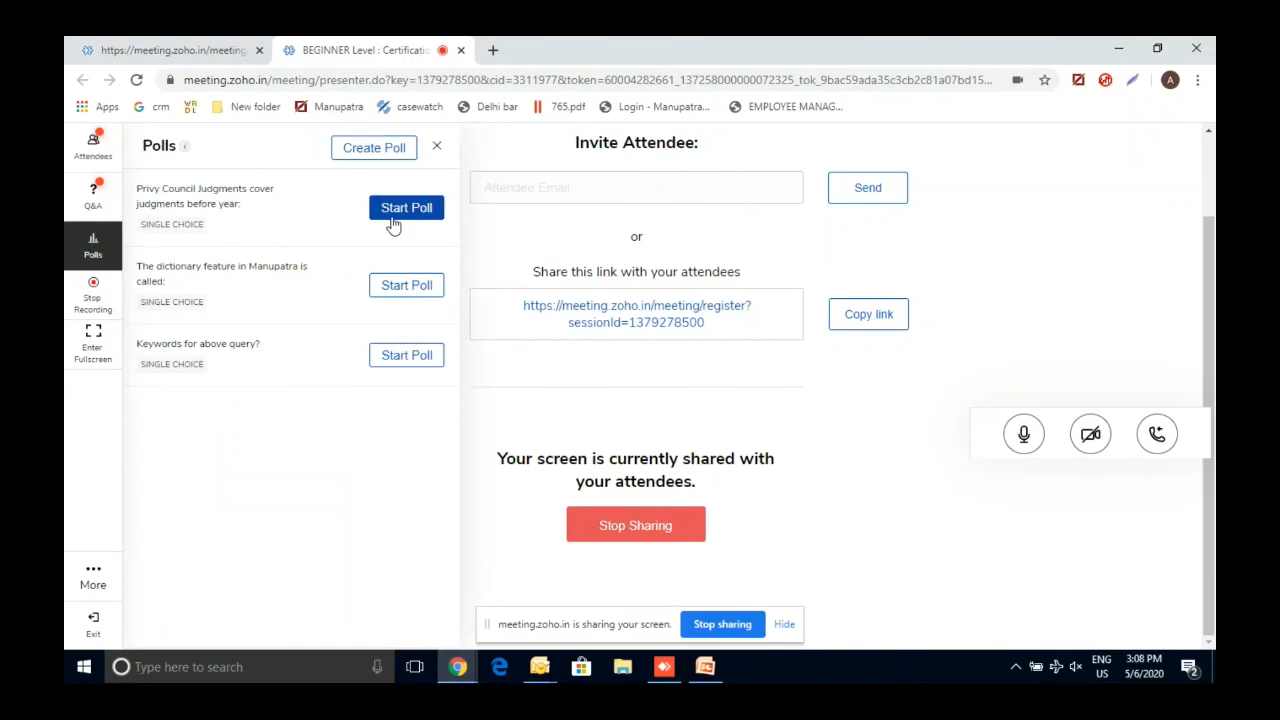 https://meeting.zoho.in/meeting
BEGINNER Level : Certificatio
meeting.zoho.in/meeting/presenter.do?key=1379278500&cid=3311977&token=60004282661_1372580000000072325_tok_9bac59ada35c3cb2c81a07bd15...
A
Apps
crm
New folder
Manupatra
casewatch
Delhi bar
765.pdf
Login - Manupatra...
EMPLOYEE MANAG...
Attendees
Q&A
Polls
Stop
Recording
Enter
Fullscreen
More
Exit
Polls
Create Poll
Privy Council Judgments cover
judgments before year:
SINGLE CHOICE
Start Poll
The dictionary feature in Manupatra is
called:
SINGLE CHOICE
Start Poll
Keywords for above query?
SINGLE CHOICE
Start Poll
Invite Attendee:
Attendee Email
Send
or
Share this link with your attendees
https://meeting.zoho.in/meeting/register?
sessionId=1379278500
Copy link
Your screen is currently shared with
your attendees.
Stop Sharing
meeting.zoho.in is sharing your screen.
Stop sharing
Hide
Type here to search
ENG
US
3:08 PM
5/6/2020
2